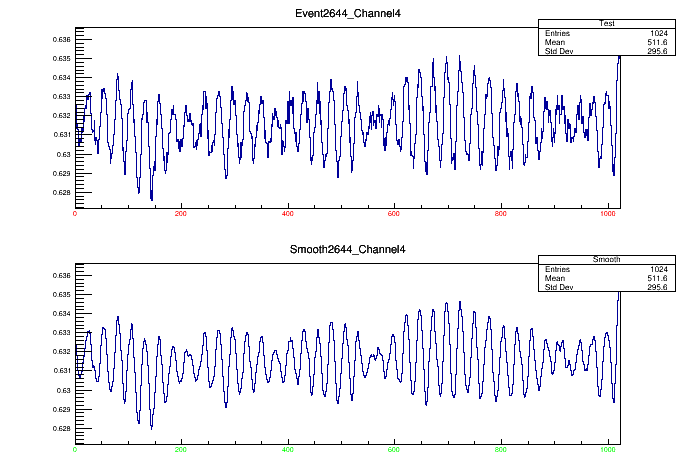 Event2644_Channel4
Test
Entries 1024
Mean 511.6
Std Dev 295.6
0.636
0.635
0.634
0.633
0.632
0.631
0.63
0.629
0.628
0 200 400 600 800 1000
Smooth2644_Channel4
Smooth
Entries 1024
Mean 511.6
Std Dev 295.6
0.636
0.635
0.634
0.633
0.632
0.631
0.63
0.629
0.628
0 200 400 600 800 1000